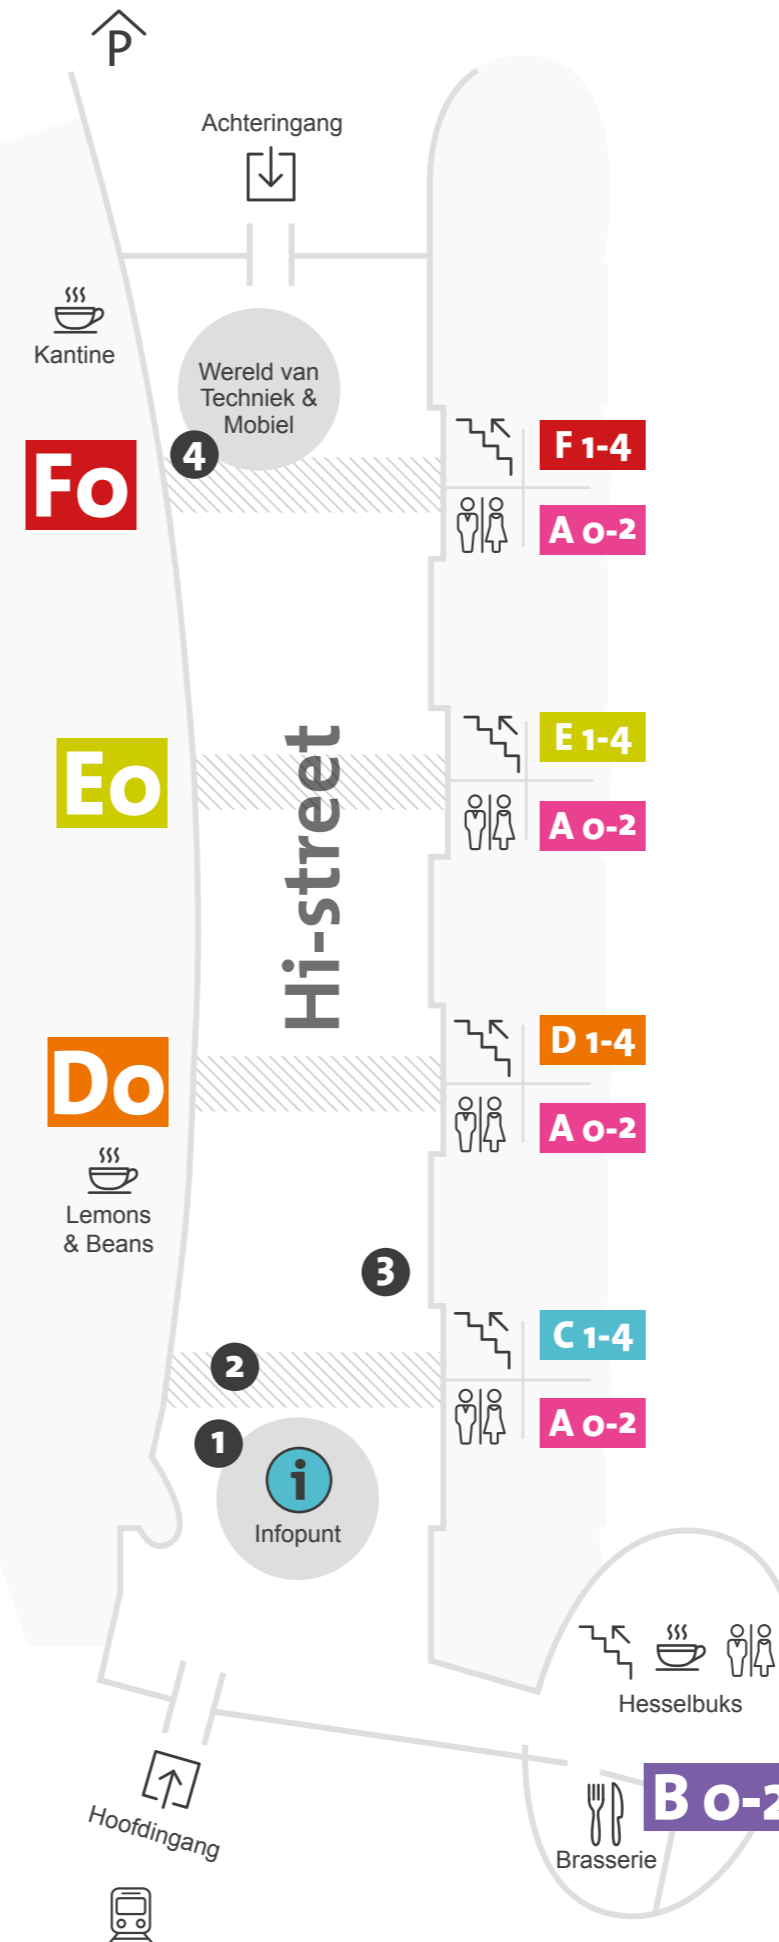 P
Achteringang
Kantine
Wereld van
Techniek &
Mobiel
4
Fo
F 1-4
A 0-2
Eo
E 1-4
A 0-2
Hi-street
Do
D 1-4
A 0-2
Lemons
& Beans
3
2
C 1-4
A 0-2
1
i
Infopunt
Hesselbuks
B 0-2
Brasserie
Hoofdingang